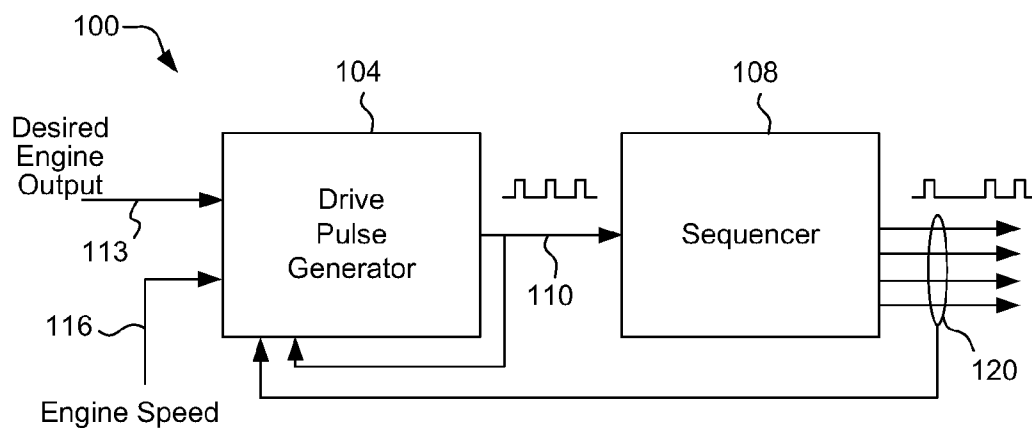 100
104
108
Desired
Engine
Output
113
Drive
Pulse
Generator
110
Sequencer
116
120
Engine Speed